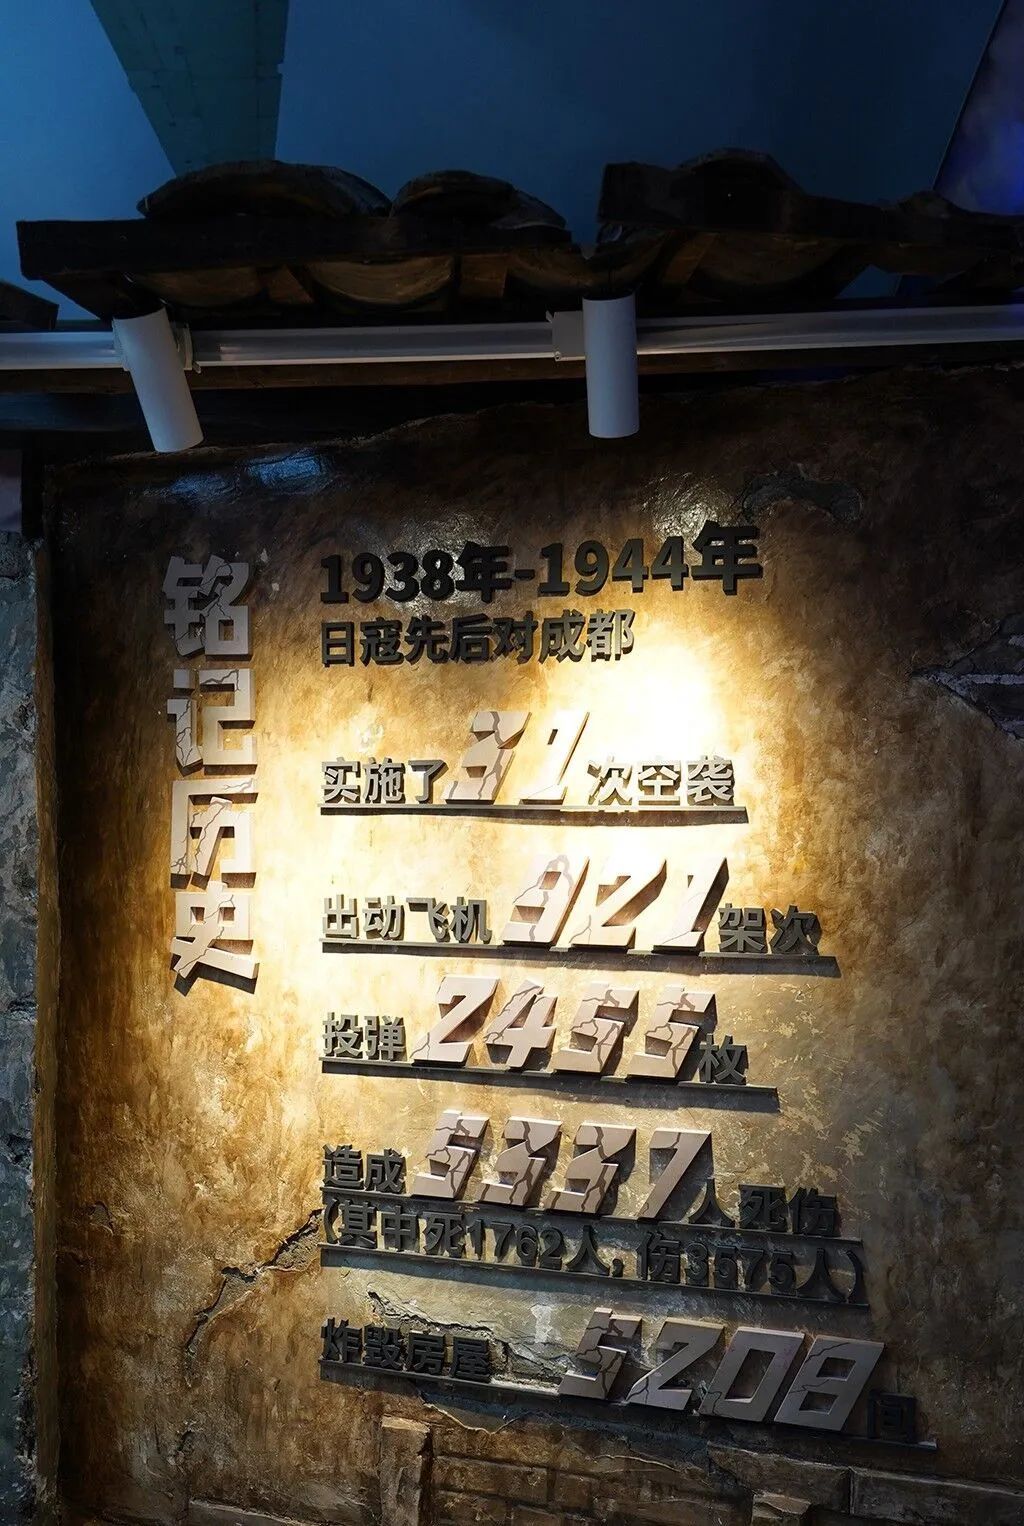 铭记历史
1938年-1944年
日寇先后对成都
实施了31次空袭
出动飞机921架次
投弹2455枚
造成5337人死伤
(其中死1762人,伤3575人)
炸毁房屋5208间